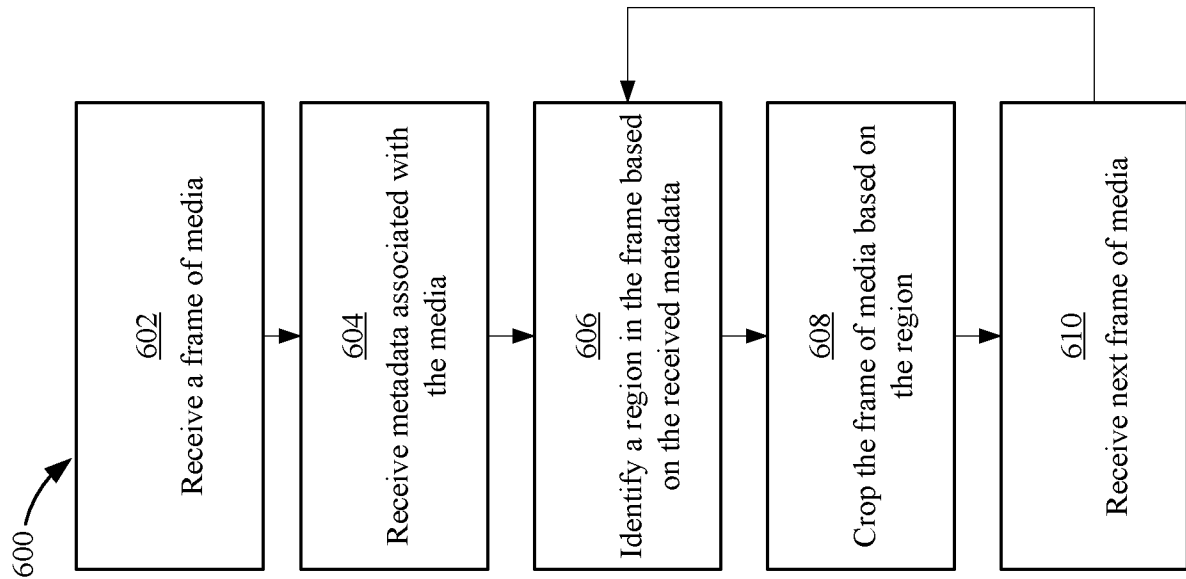 600
602
Receive a frame of media
604
Receive metadata associated with
the media
606
Identify a region in the frame based
on the received metadata
608
Crop the frame of media based on
the region
610
Receive next frame of media